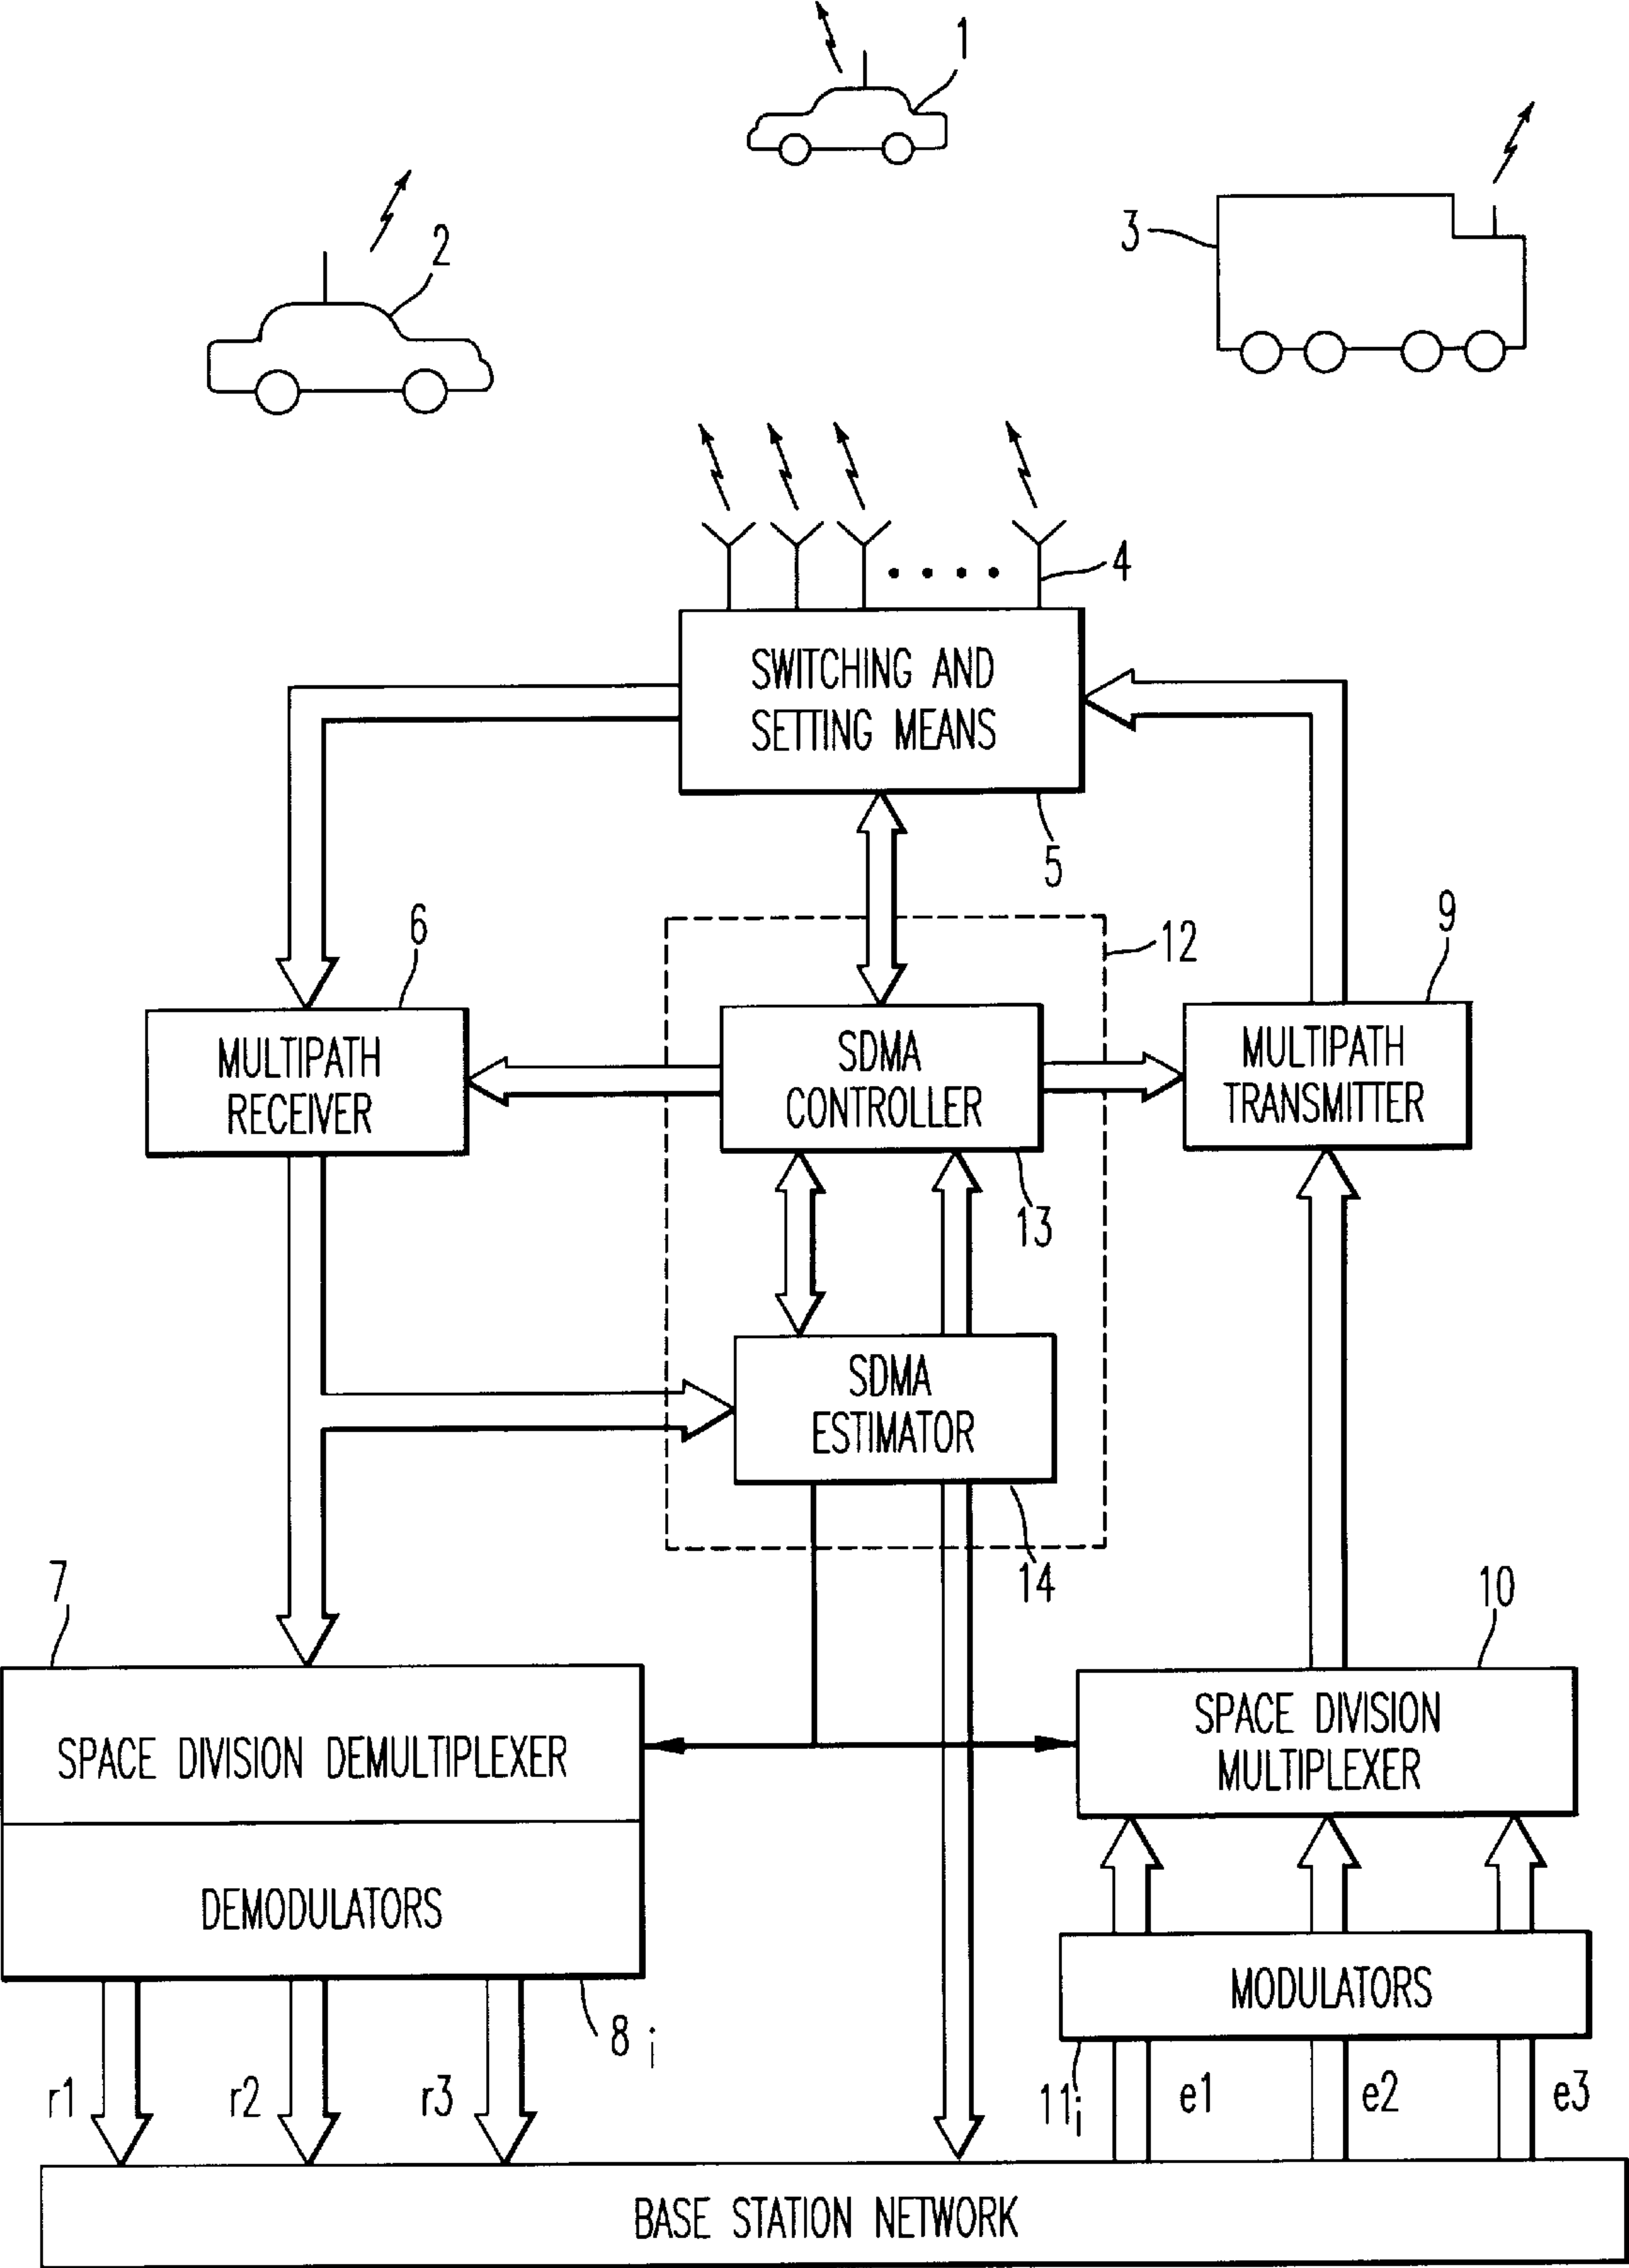 1
2
3
4
SWITCHING AND
SETTING MEANS
5
6
12
9
MULTIPATH
RECEIVER
SDMA
CONTROLLER
MULTIPATH
TRANSMITTER
13
SDMA
ESTIMATOR
14
7
10
SPACE DIVISION DEMULTIPLEXER
SPACE DIVISION
MULTIPLEXER
DEMODULATORS
MODULATORS
8 i
11i
r1
r2
r3
e1
e2
e3
BASE STATION NETWORK